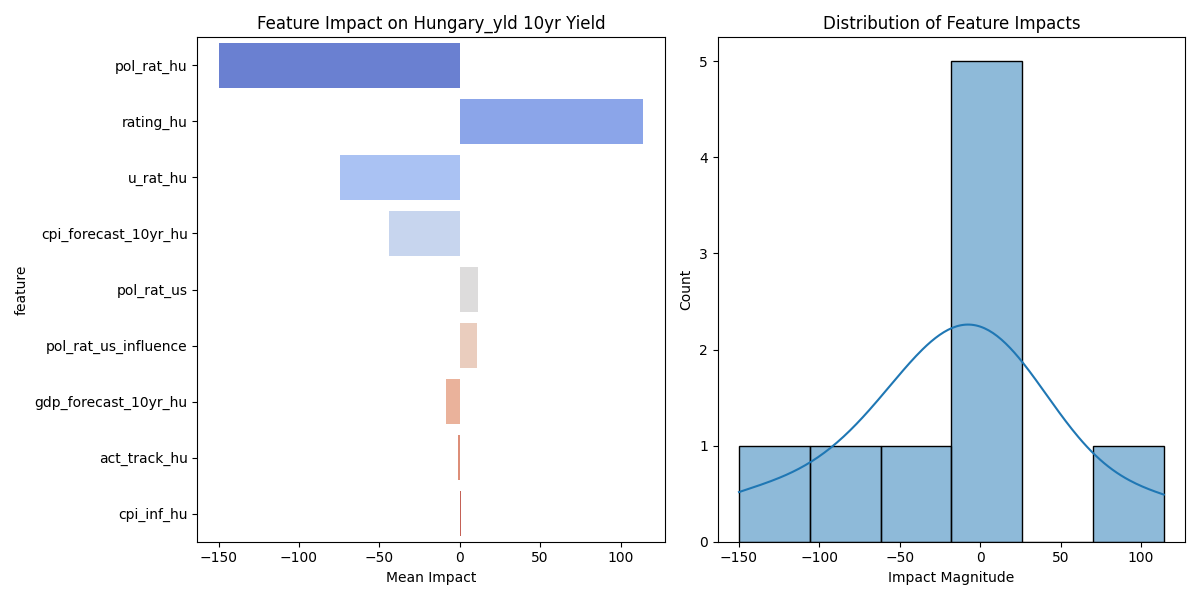 Feature Impact on Hungary_yld 10yr Yield
feature
pol_rat_hu
rating_hu
u_rat_hu
cpi_forecast_10yr_hu
pol_rat_us
pol_rat_us_influence
gdp_forecast_10yr_hu
act_track_hu
cpi_inf_hu
−150 −100 −50 0 50 100
Mean Impact
Distribution of Feature Impacts
Count
5
4
3
2
1
0
−150 −100 −50 0 50 100
Impact Magnitude